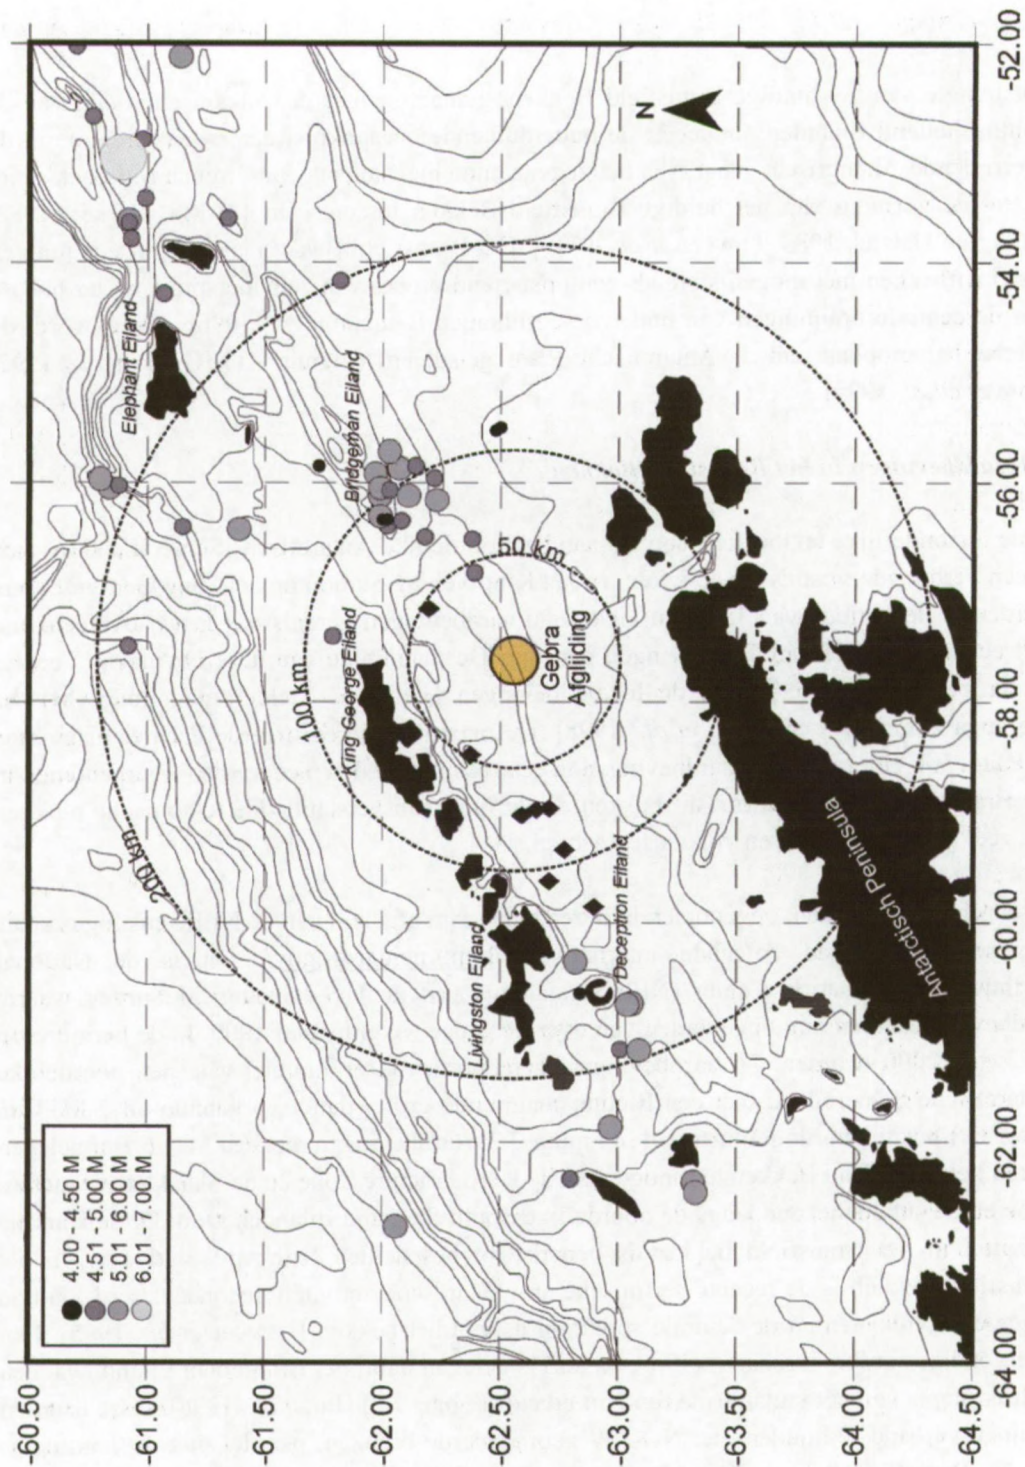 4.00 - 4.50 M
4.51 - 5.00 M
5.01 - 6.00 M
6.01 - 7.00 M
Elephant Eiland
Bridgeman Eiland
King George Eiland
Livingston Eiland
Deception Eiland
Antarctisch Peninsula
Gebra
Afglijding
50 km
100 km
200 km
N
-60.50
-61.00
-61.50
-62.00
-62.50
-63.00
-63.50
-64.00
-64.50
-64.00
-62.00
-60.00
-58.00
-56.00
-54.00
-52.00